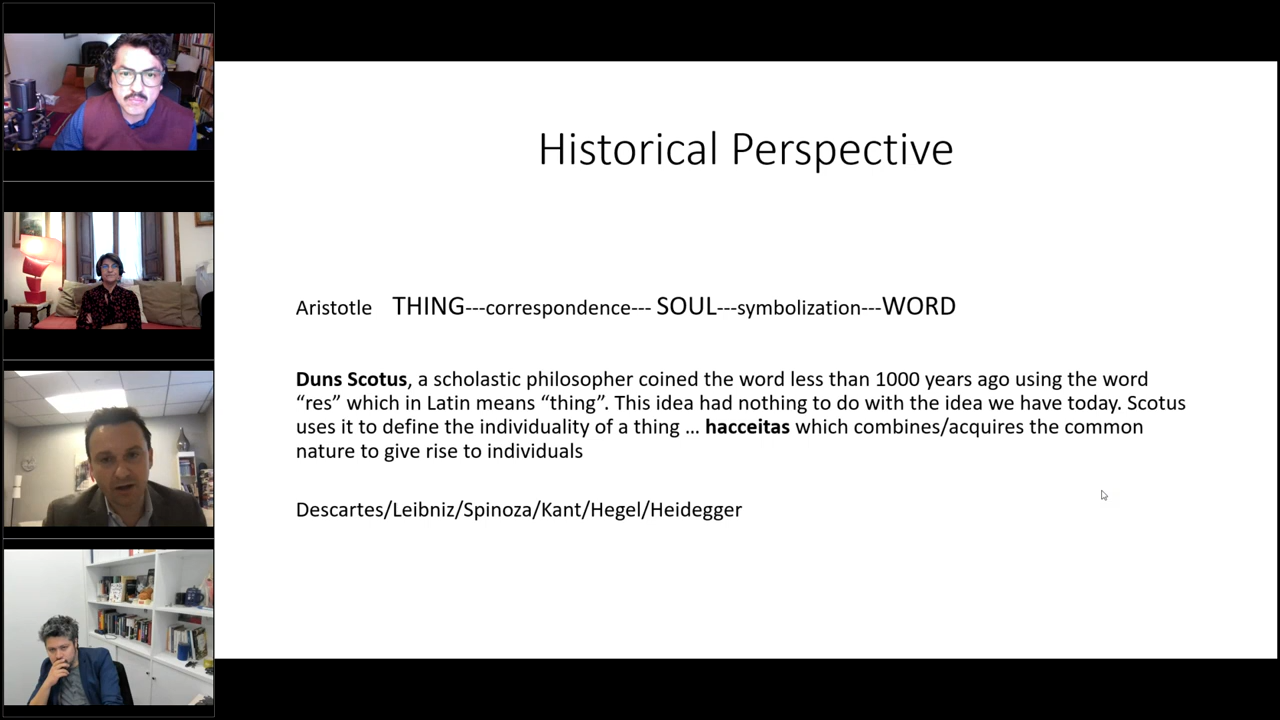 Historical Perspective
Aristotle THING---correspondence--- SOUL---symbolization---WORD
Duns Scotus, a scholastic philosopher coined the word less than 1000 years ago using the word
“res” which in Latin means “thing”. This idea had nothing to do with the idea we have today. Scotus
uses it to define the individuality of a thing ... hacceitas which combines/acquires the common
nature to give rise to individuals
Descartes/Leibniz/Spinoza/Kant/Hegel/Heidegger